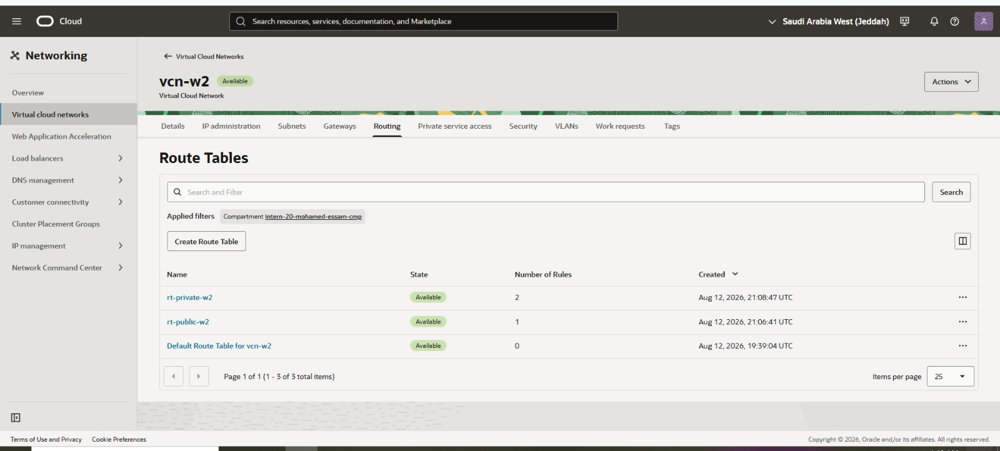 Cloud
Search resources, services, documentation, and Marketplace
Saudi Arabia West (Jeddah)
Networking
Overview
Virtual cloud networks
Web Application Acceleration
Load balancers
DNS management
Customer connectivity
Cluster Placement Groups
IP management
Network Command Center
Virtual Cloud Networks
vcn-w2 Available
Virtual Cloud Network
Actions
Details IP administration Subnets Gateways Routing Private service access Security VLANs Work requests Tags
Route Tables
Search and Filter
Search
Applied filters Compartment intern-20-mohamed-essam-cmp
Create Route Table
Name State Number of Rules Created
rt-private-w2 Available 2 Aug 12, 2026, 21:08:47 UTC
rt-public-w2 Available 1 Aug 12, 2026, 21:06:41 UTC
Default Route Table for vcn-w2 Available 0 Aug 12, 2026, 19:39:04 UTC
Page 1 of 1 (1 - 3 of 3 total items)
Items per page 25
Terms of Use and Privacy Cookie Preferences
Copyright © 2026, Oracle and/or its affiliates. All rights reserved.